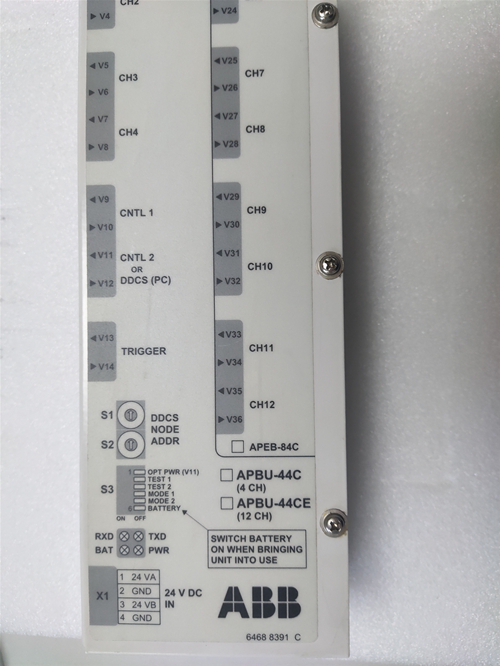 CH2
▶ V4
◀ V5
CH3
▶ V6
◀ V7
CH4
▶ V8
◀ V9
CNTL 1
▶ V10
◀ V11
CNTL 2
OR
DDCS (PC)
▶ V12
◀ V13
TRIGGER
▶ V14
S1
DDCS
NODE
ADDR
S2
S3
1 OPT PWR (V11)
TEST 1
TEST 2
MODE 1
MODE 2
6 BATTERY
ON OFF
RXD TXD
BAT PWR
X1
1 24 VA
2 GND
3 24 VB
4 GND
24 V DC
IN
▶ V24
◀ V25
CH7
▶ V26
◀ V27
CH8
▶ V28
◀ V29
CH9
▶ V30
◀ V31
CH10
▶ V32
◀ V33
CH11
▶ V34
◀ V35
CH12
▶ V36
APEB-84C
APBU-44C
(4 CH)
APBU-44CE
(12 CH)
SWITCH BATTERY
ON WHEN BRINGING
UNIT INTO USE
ABB
6468 8391 C